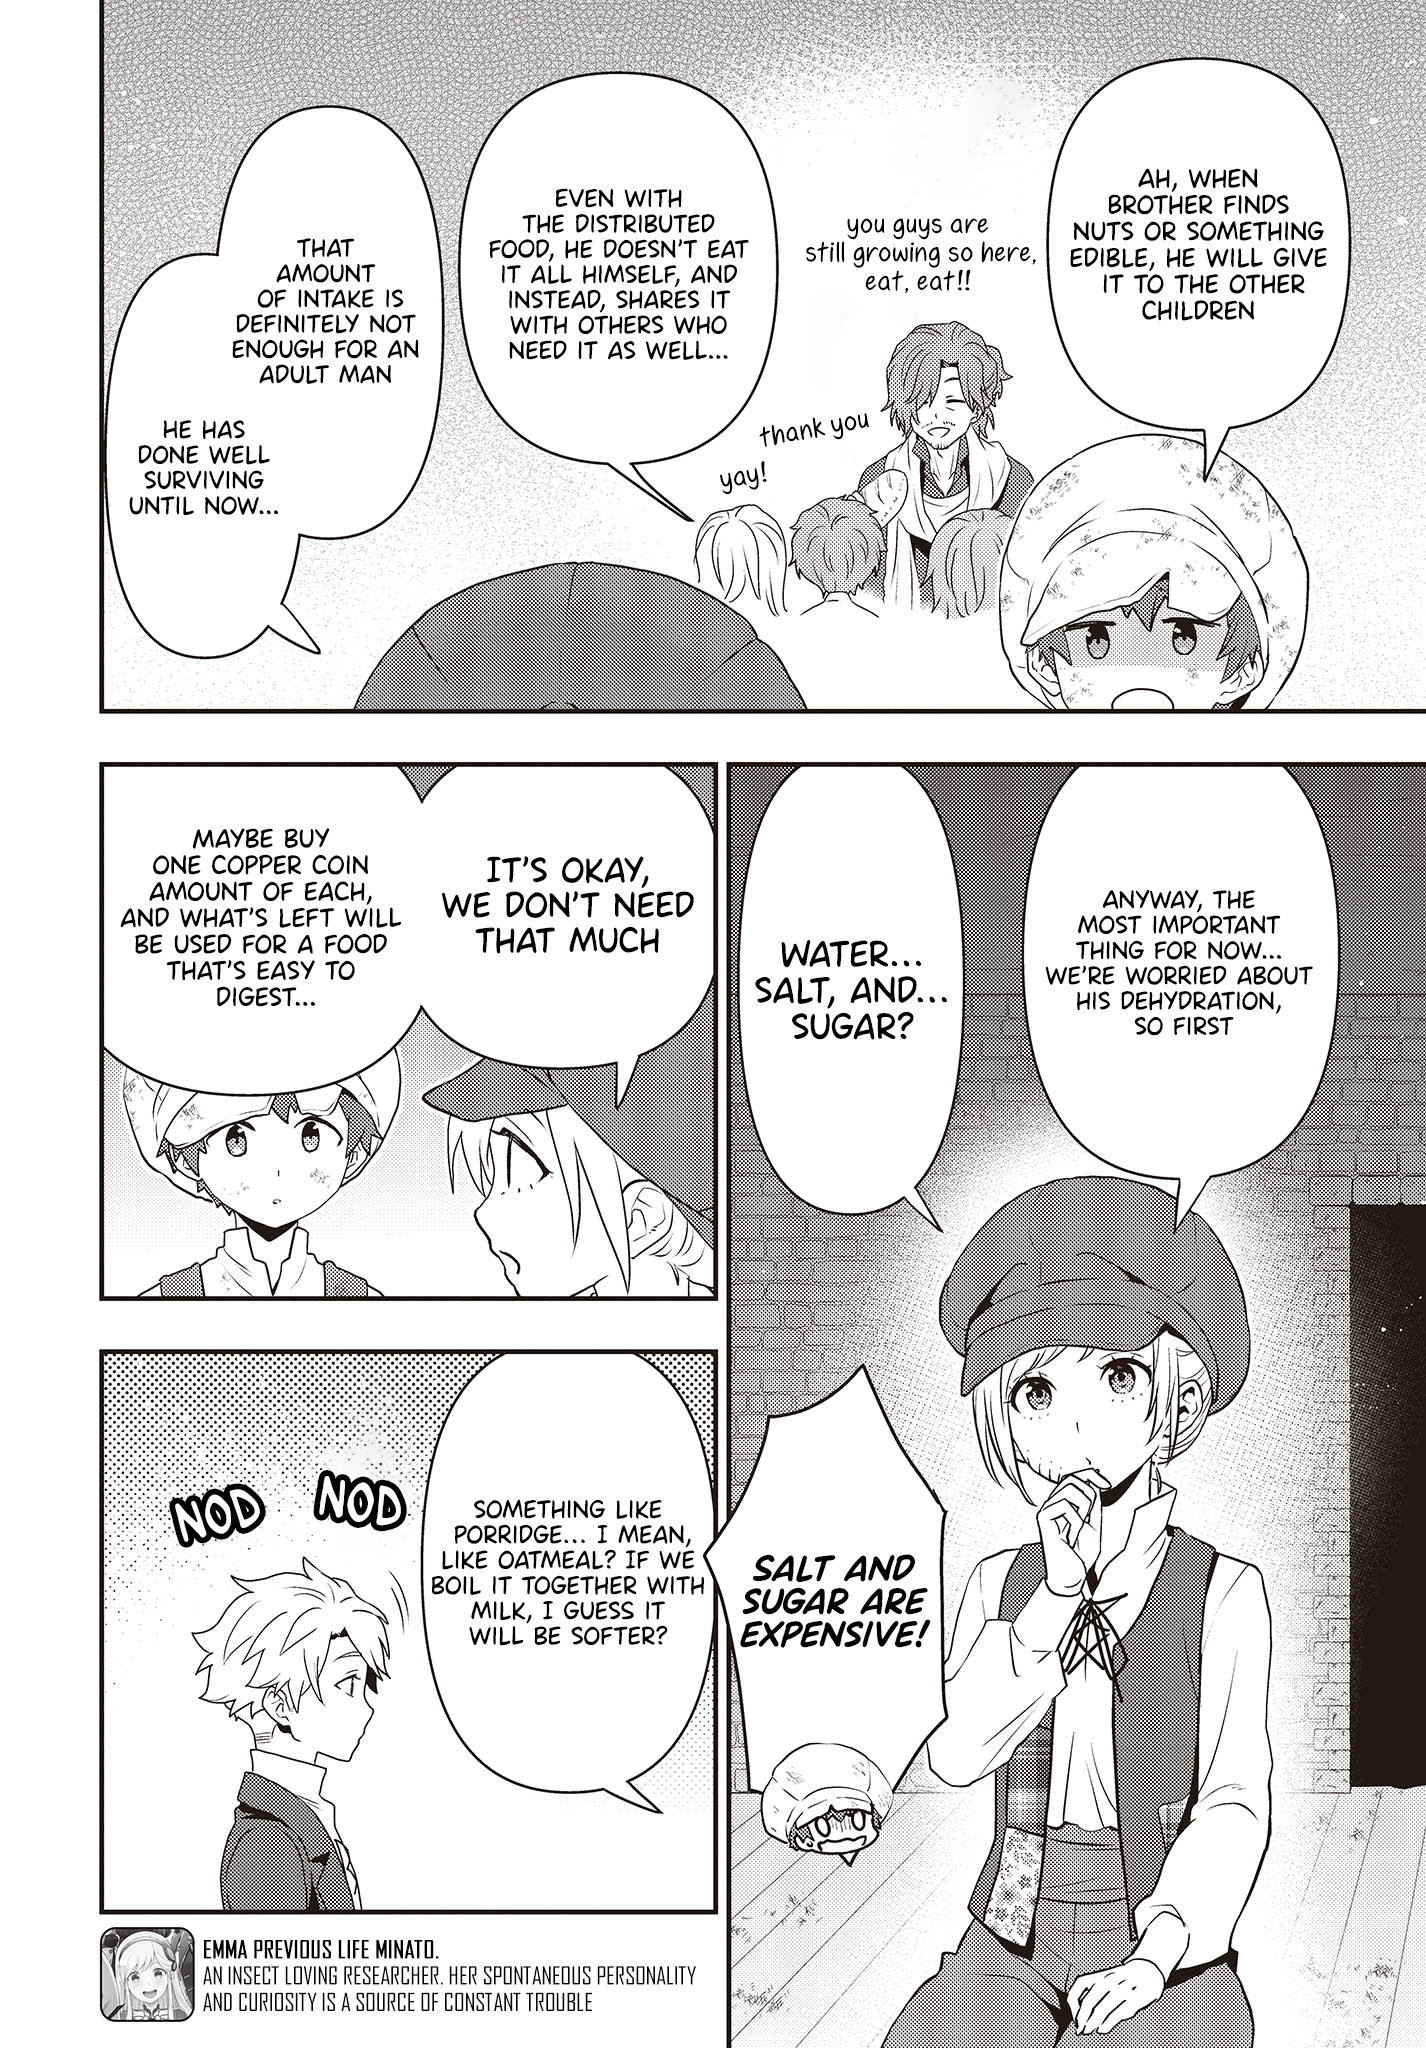 AH, WHEN
BROTHER FINDS
NUTS OR SOMETHING
EDIBLE, HE WILL GIVE
IT TO THE OTHER
CHILDREN
you guys are
still growing so here,
eat, eat!!
thank you
yay!
EVEN WITH
THE DISTRIBUTED
FOOD, HE DOESN'T EAT
IT ALL HIMSELF, AND
INSTEAD, SHARES IT
WITH OTHERS WHO
NEED IT AS WELL...
THAT
AMOUNT
OF INTAKE IS
DEFINITELY NOT
ENOUGH FOR AN
ADULT MAN
HE HAS
DONE WELL
SURVIVING
UNTIL NOW...
ANYWAY, THE
MOST IMPORTANT
THING FOR NOW...
WE'RE WORRIED ABOUT
HIS DEHYDRATION,
SO FIRST
WATER...
SALT, AND...
SUGAR?
SALT AND
SUGAR ARE
EXPENSIVE!
IT'S OKAY,
WE DON'T NEED
THAT MUCH
MAYBE BUY
ONE COPPER COIN
AMOUNT OF EACH,
AND WHAT'S LEFT WILL
BE USED FOR A FOOD
THAT'S EASY TO
DIGEST...
SOMETHING LIKE
PORRIDGE... I MEAN,
LIKE OATMEAL? IF WE
BOIL IT TOGETHER WITH
MILK, I GUESS IT
WILL BE SOFTER?
NOD
NOD
EMMA PREVIOUS LIFE MINATO.
AN INSECT LOVING RESEARCHER. HER SPONTANEOUS PERSONALITY
AND CURIOSITY IS A SOURCE OF CONSTANT TROUBLE